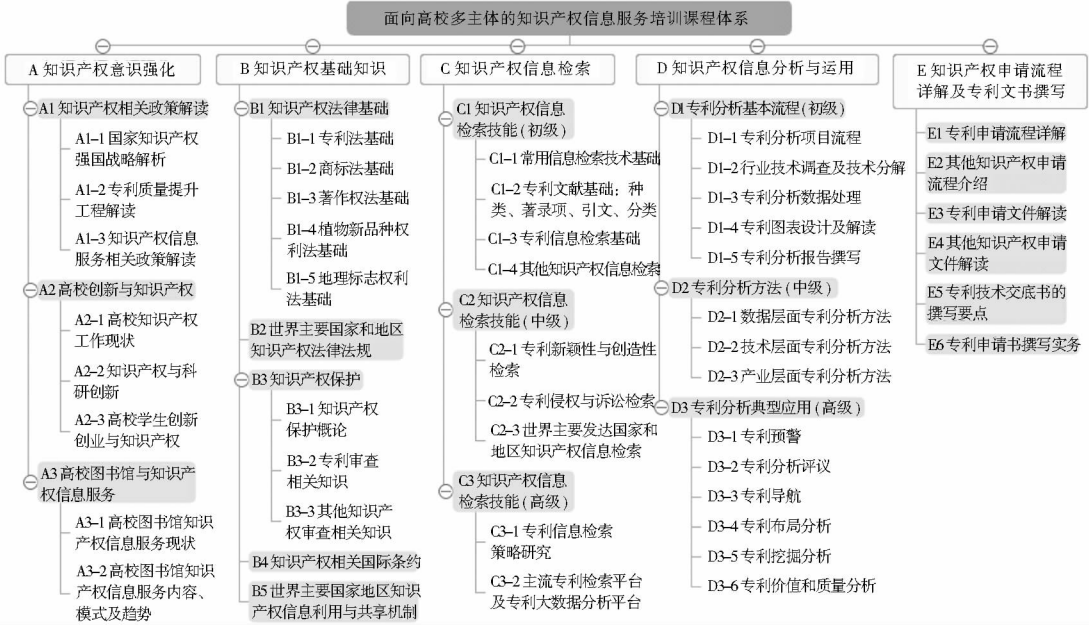 面向高校多主体的知识产权信息服务培训课程体系
A 知识产权意识强化
A1 知识产权相关政策解读
A1-1 国家知识产权
强国战略解析
A1-2 专利质量提升
工程解读
A1-3 知识产权信息
服务相关政策解读
A2 高校创新与知识产权
A2-1 高校知识产权
工作现状
A2-2 知识产权与科
研创新
A2-3 高校学生创新
创业与知识产权
A3 高校图书馆与知识产
权信息服务
A3-1 高校图书馆知识
产权信息服务现状
A3-2 高校图书馆知识
产权信息服务内容、
模式及趋势
B 知识产权基础知识
B1 知识产权法律基础
B1-1 专利法基础
B1-2 商标法基础
B1-3 著作权法基础
B1-4 植物新品种权
利法基础
B1-5 地理标志权利
法基础
B2 世界主要国家和地区
知识产权法律法规
B3 知识产权保护
B3-1 知识产权
保护概论
B3-2 专利审查
相关知识
B3-3 其他知识产
权审查相关知识
B4 知识产权相关国际条约
B5 世界主要国家地区知识
产权信息利用与共享机制
C 知识产权信息检索
C1 知识产权信息
检索技能(初级)
C1-1 常用信息检索技术基础
C1-2 专利文献基础：种
类、著录项、引文、分类
C1-3 专利信息检索基础
C1-4 其他知识产权信息检索
C2 知识产权信息
检索技能(中级)
C2-1 专利新颖性与创造性
检索
C2-2 专利侵权与诉讼检索
C2-3 世界主要发达国家和
地区知识产权信息检索
C3 知识产权信息
检索技能(高级)
C3-1 专利信息检索
策略研究
C3-2 主流专利检索平台
及专利大数据分析平台
D 知识产权信息分析与运用
D1 专利分析基本流程(初级)
D1-1 专利分析项目流程
D1-2 行业技术调查及技术分解
D1-3 专利分析数据处理
D1-4 专利图表设计及解读
D1-5 专利分析报告撰写
D2 专利分析方法(中级)
D2-1 数据层面专利分析方法
D2-2 技术层面专利分析方法
D2-3 产业层面专利分析方法
D3 专利分析典型应用(高级)
D3-1 专利预警
D3-2 专利分析评议
D3-3 专利导航
D3-4 专利布局分析
D3-5 专利挖掘分析
D3-6 专利价值和质量分析
E 知识产权申请流程
详解及专利文书撰写
E1 专利申请流程详解
E2 其他知识产权申请
流程介绍
E3 专利申请文件解读
E4 其他知识产权申请
文件解读
E5 专利技术交底书的
撰写要点
E6 专利申请书撰写实务